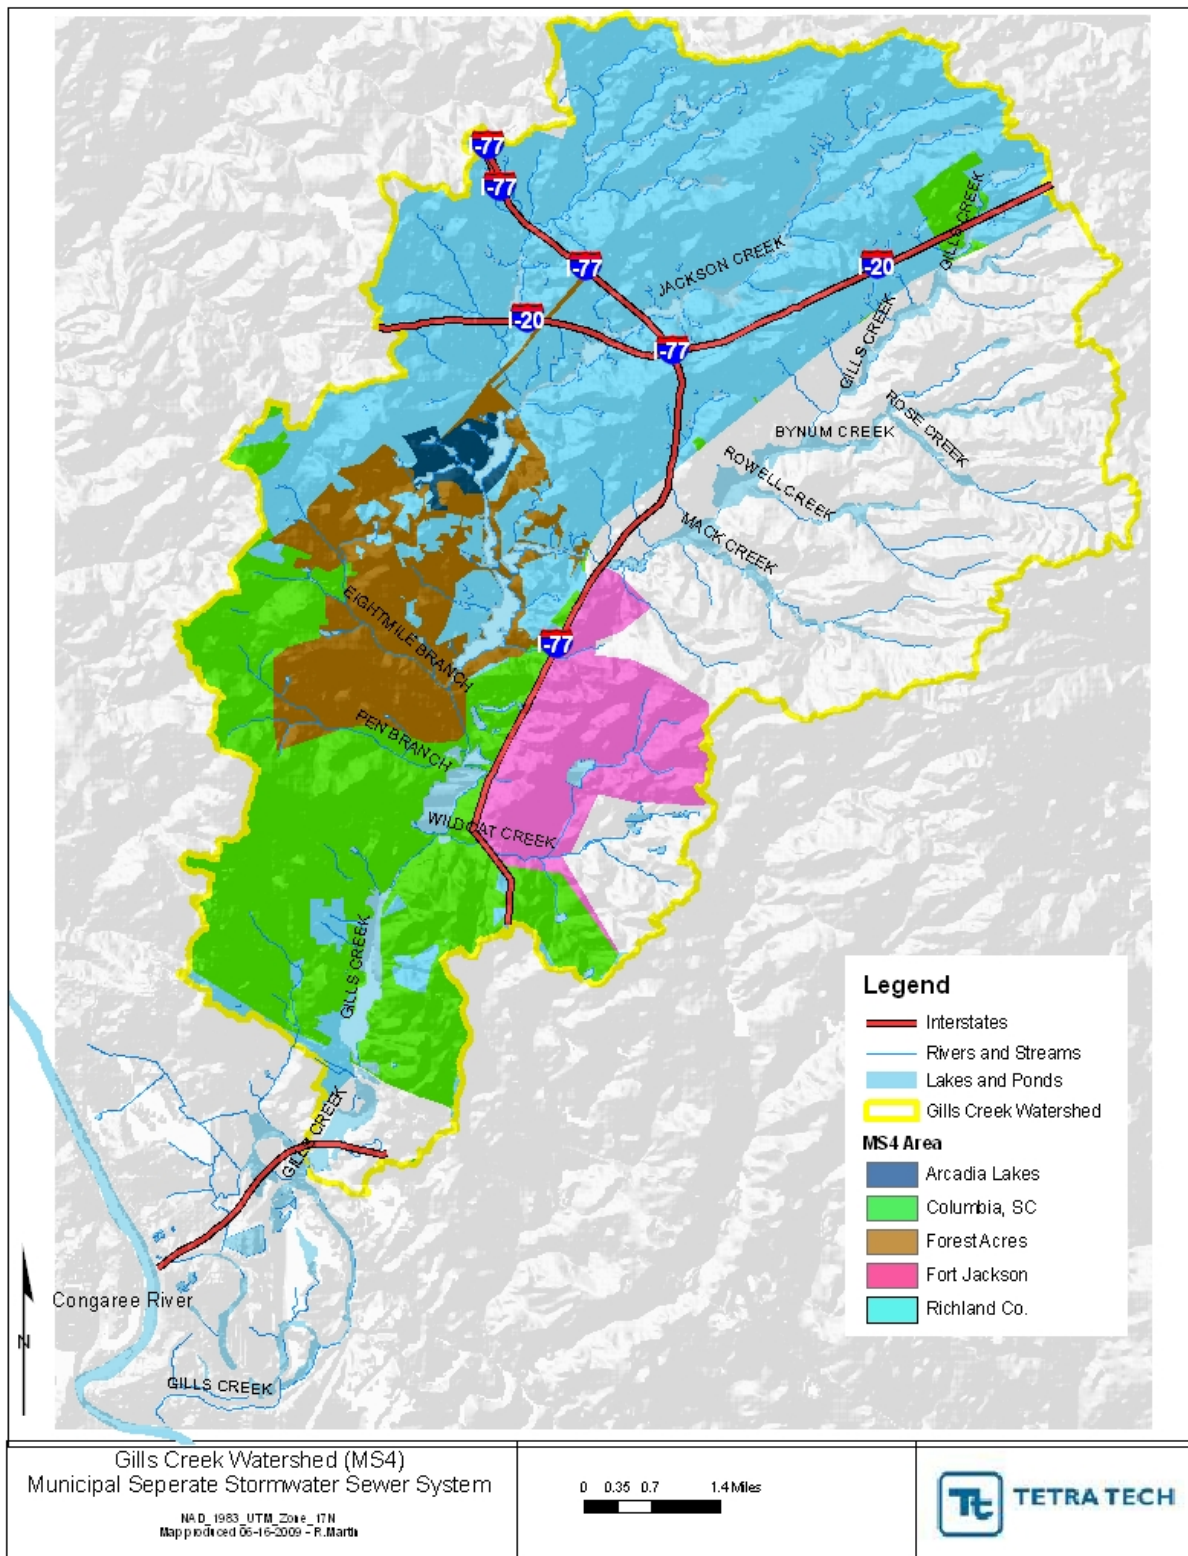 I-77
I-77
I-77
I-20
I-20
I-77
I-77
JACKSON CREEK
GILLS CREEK
GILLS CREEK
ROSE CREEK
BYNUM CREEK
ROWELL CREEK
MACK CREEK
EIGHTMILE BRANCH
PEN BRANCH
WILDCAT CREEK
GILLS CREEK
GILLS CREEK
Congaree River
GILLS CREEK
N
Legend
Interstates
Rivers and Streams
Lakes and Ponds
Gills Creek Watershed
MS4 Area
Arcadia Lakes
Columbia, SC
Forest Acres
Fort Jackson
Richland Co.
Gills Creek Watershed (MS4)
Municipal Seperate Stormwater Sewer System
NAD_1983_UTM_Zone_17N
Map produced 06-16-2009 - R.Martin
0 0.35 0.7 1.4 Miles
Tt
TETRA TECH